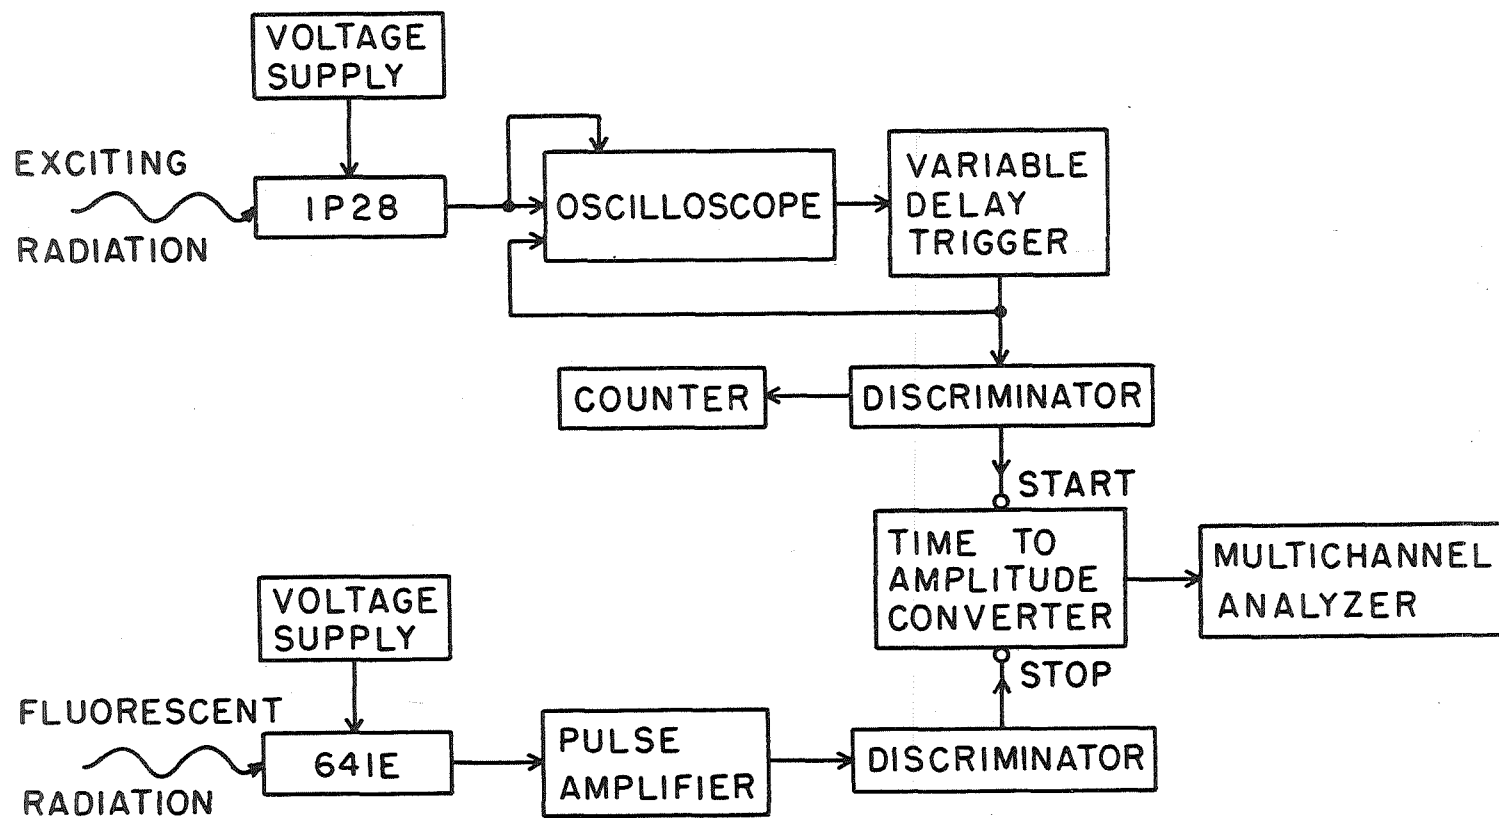 VOLTAGE
SUPPLY
EXCITING
RADIATION
1P28
OSCILLOSCOPE
VARIABLE
DELAY
TRIGGER
COUNTER
DISCRIMINATOR
START
TIME TO
AMPLITUDE
CONVERTER
MULTICHANNEL
ANALYZER
STOP
VOLTAGE
SUPPLY
FLUORESCENT
RADIATION
641E
PULSE
AMPLIFIER
DISCRIMINATOR